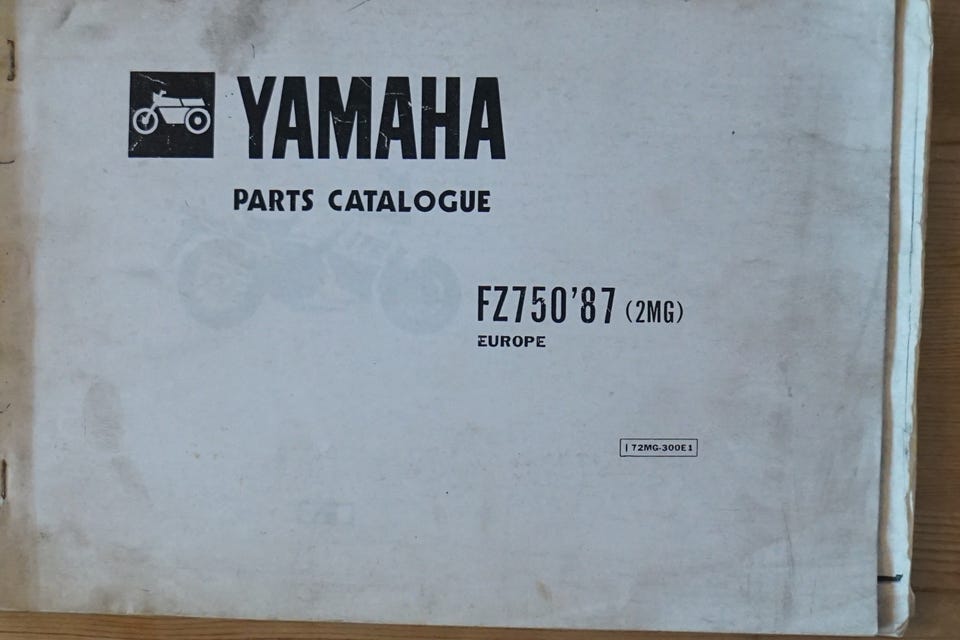 YAMAHA
PARTS CATALOGUE
FZ750'87 (2MG)
EUROPE
172MG-300E1